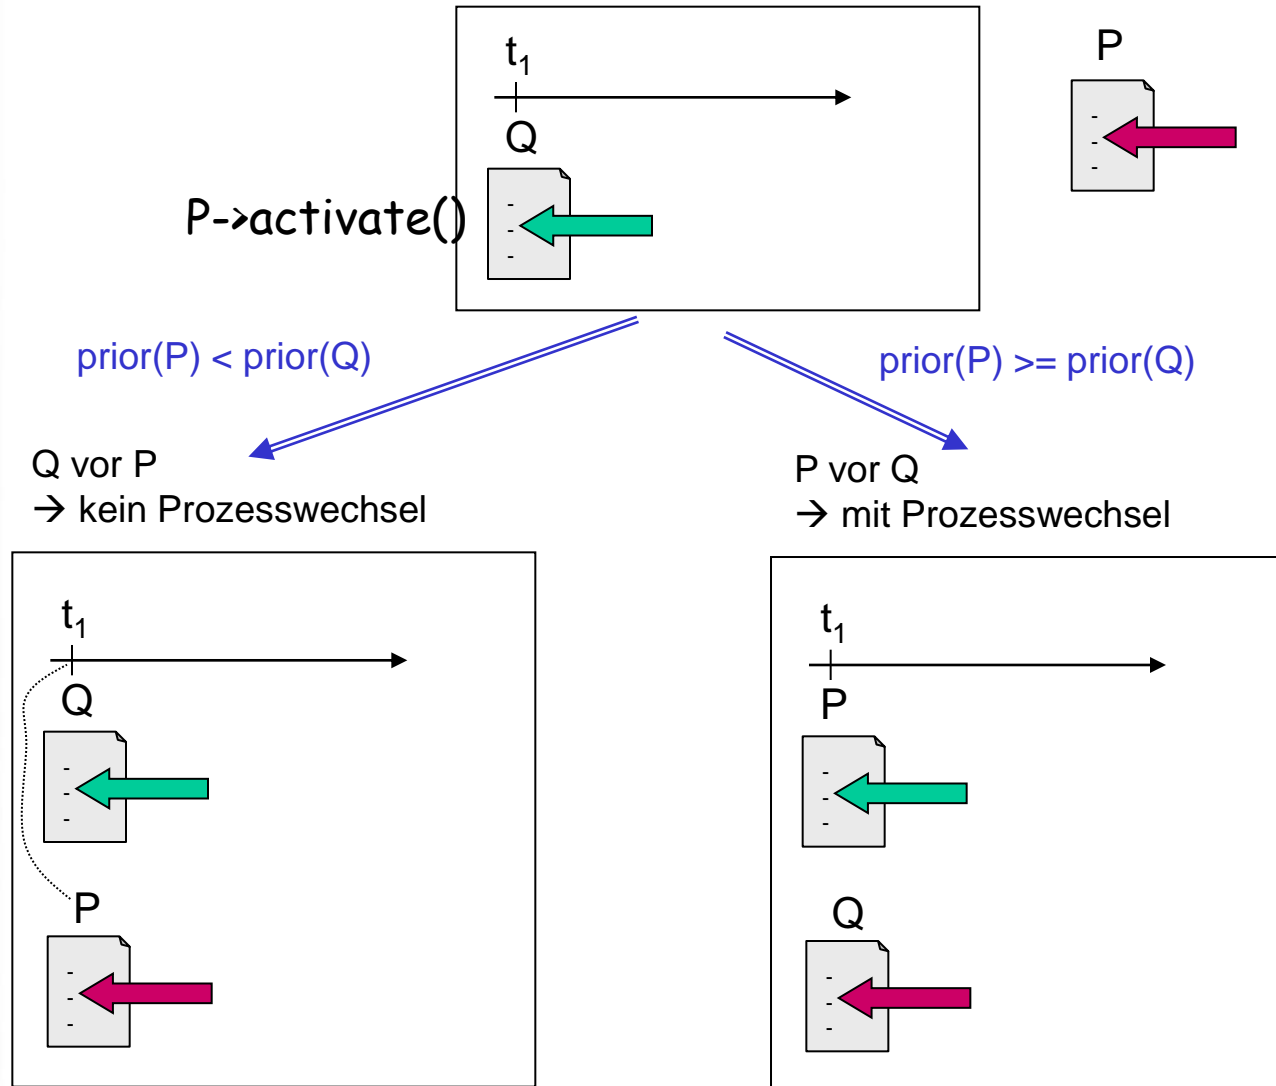 t₁
P
Q
P->activate()
prior(P) < prior(Q)
prior(P) >= prior(Q)
Q vor P
→ kein Prozesswechsel
P vor Q
→ mit Prozesswechsel
t₁
Q
P
t₁
P
Q